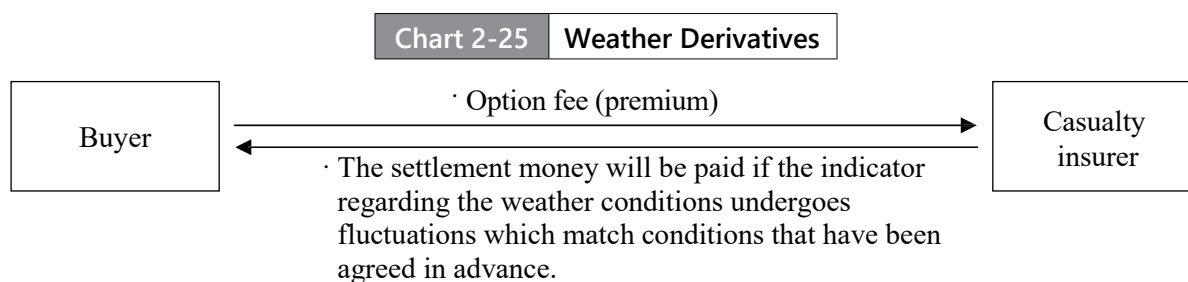 Chart 2-25 Weather Derivatives
Buyer
· Option fee (premium)
· The settlement money will be paid if the indicator
regarding the weather conditions undergoes
fluctuations which match conditions that have been
agreed in advance.
Casualty
insurer